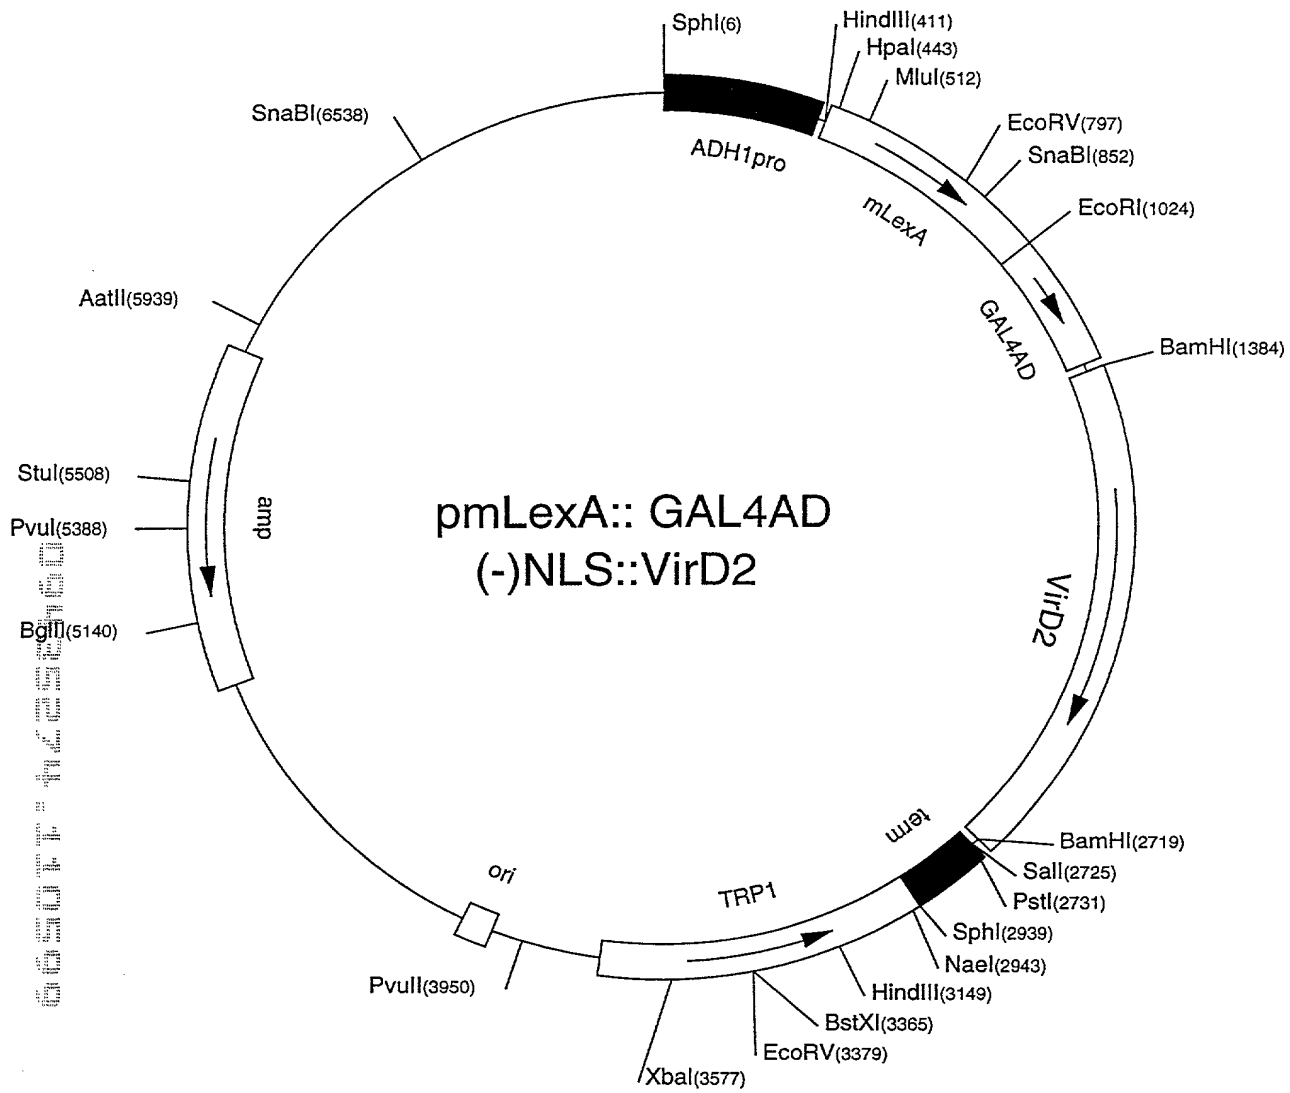 SphI(6)
HindIII(411)
HpaI(443)
MluI(512)
EcoRV(797)
SnaBI(852)
EcoRI(1024)
BamHI(1384)
BamHI(2719)
SalI(2725)
PstI(2731)
SphI(2939)
NaeI(2943)
HindIII(3149)
BstXI(3365)
EcoRV(3379)
XbaI(3577)
PvuII(3950)
BglII(5140)
PvuI(5388)
StuI(5508)
AatII(5939)
SnaBI(6538)
ADH1pro
mLexA
GAL4AD
VirD2
term
TRP1
ori
amp
pmLexA:: GAL4AD
(-)NLS::VirD2